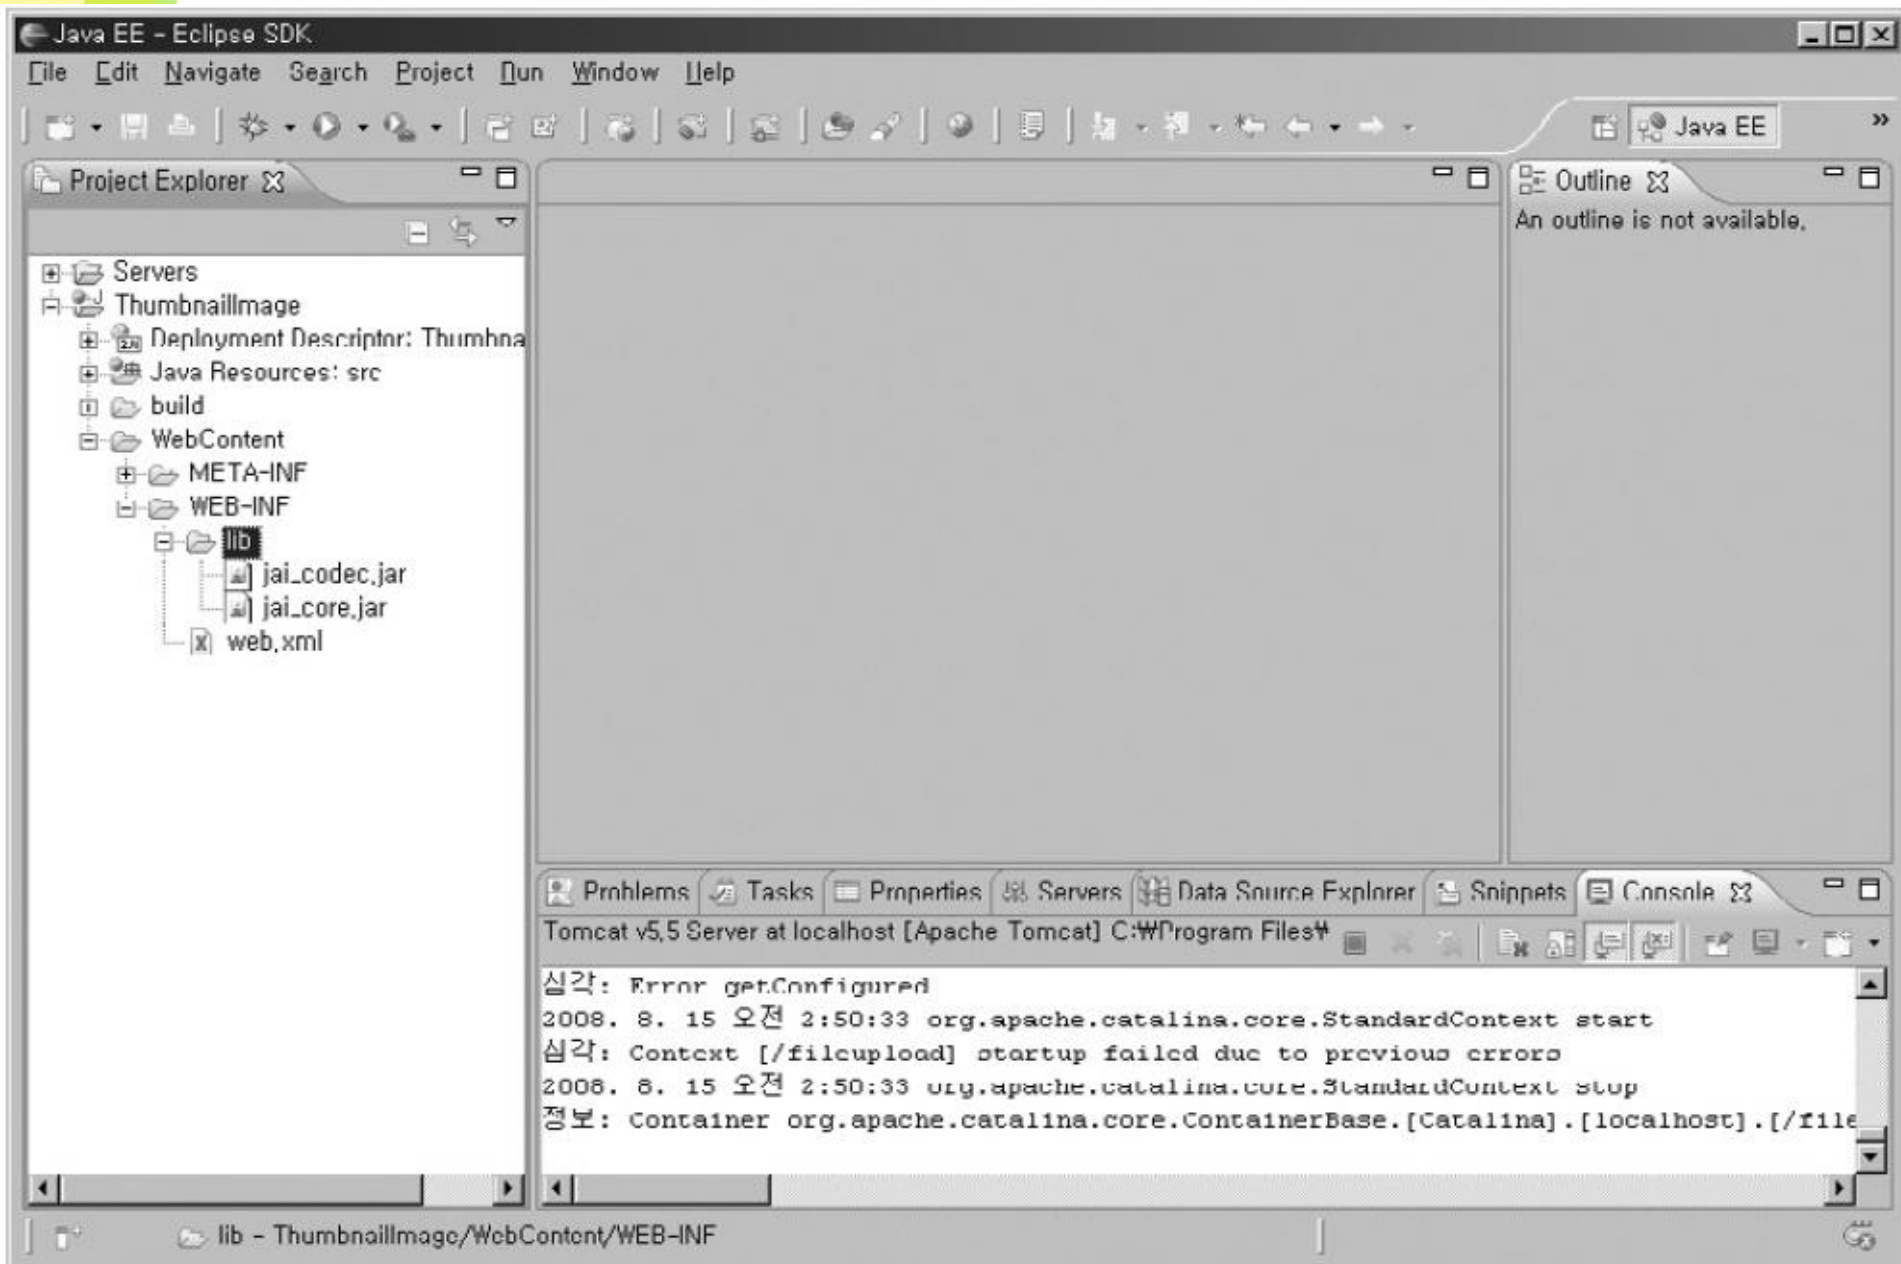 Java EE - Eclipse SDK
File Edit Navigate Search Project Run Window Help
Java EE
Project Explorer
Outline
An outline is not available.
Servers
ThumbnailImage
Deployment Descriptor: Thumbna
Java Resources: src
build
WebContent
META-INF
WEB-INF
lib
jai_codec.jar
jai_core.jar
web.xml
Problems Tasks Properties Servers Data Source Explorer Snippets Console
Tomcat v5.5 Server at localhost [Apache Tomcat] C:₩Program Files₩
심각: Error getConfigured
2008. 8. 15 오전 2:50:33 org.apache.catalina.core.StandardContext start
심각: Context [/fileupload] startup failed due to previous errors
2008. 8. 15 오전 2:50:33 org.apache.catalina.core.StandardContext stop
정보: Container org.apache.catalina.core.ContainerBase.[Catalina].[localhost].[/file
lib - ThumbnailImage/WebContent/WEB-INF